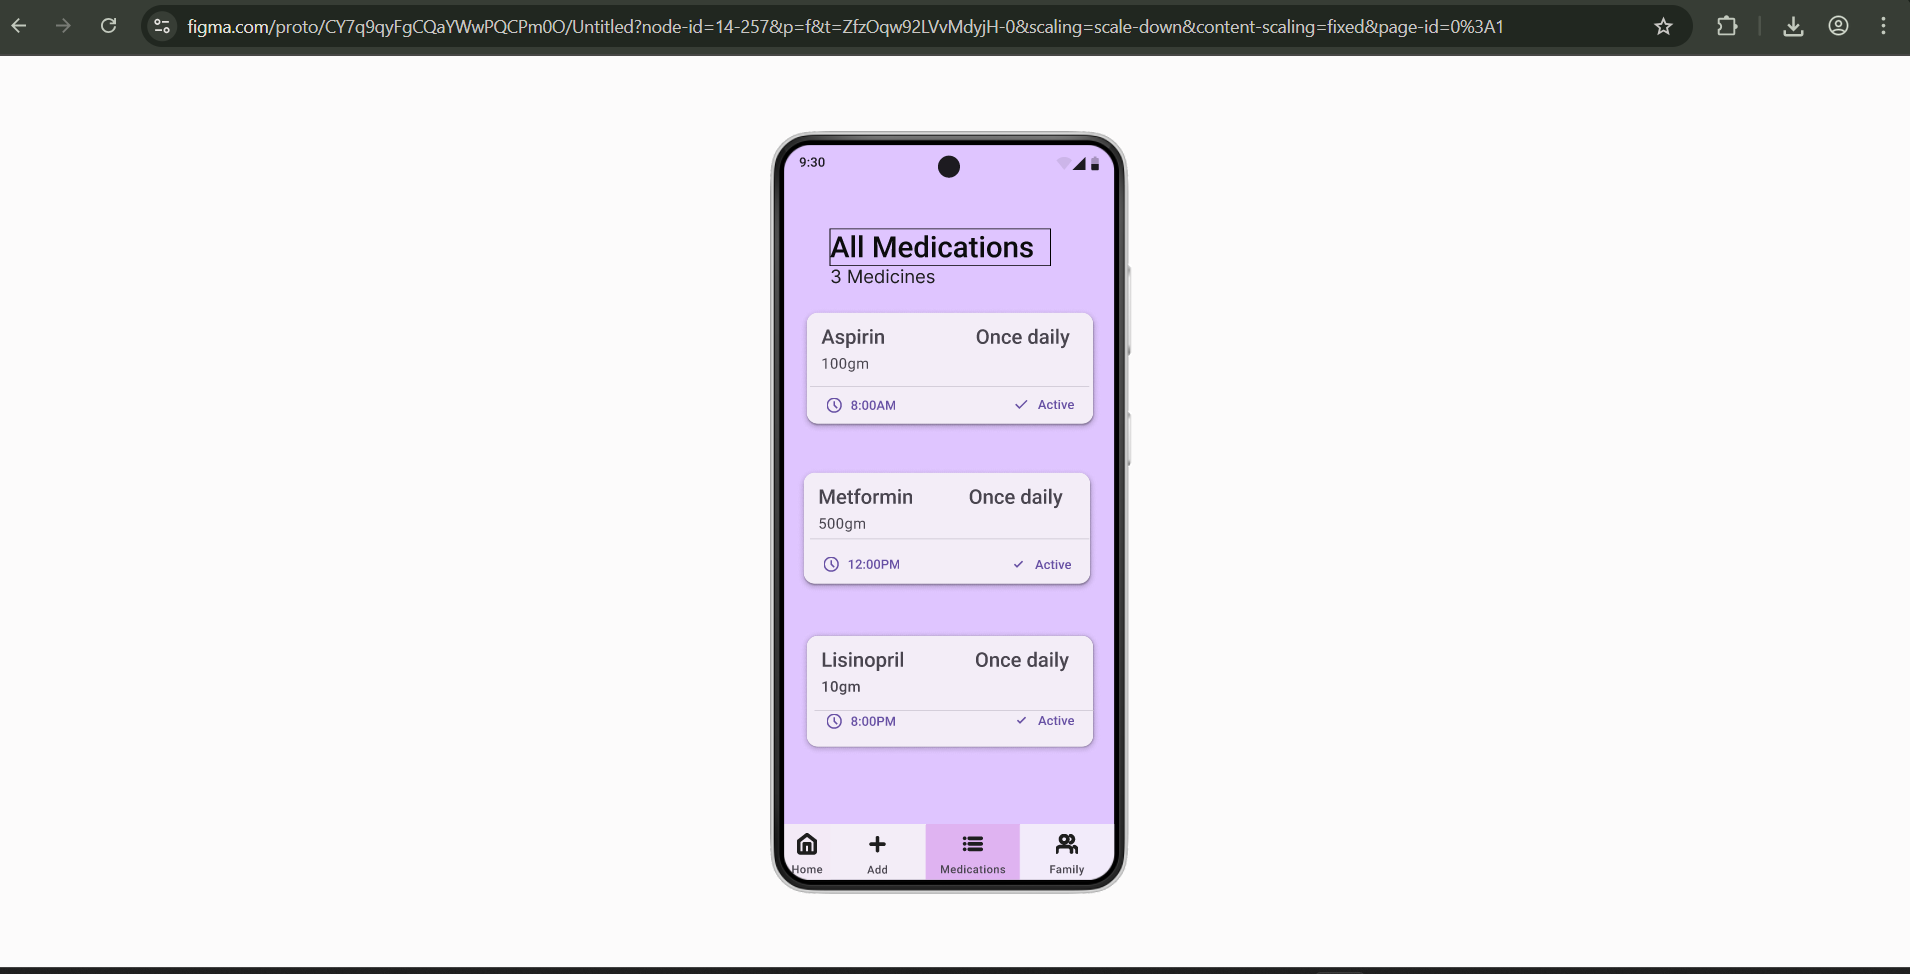 figma.com/proto/CY7q9qyFgCQaYWwPQCPm0O/Untitled?node-id=14-257&p=f&t=ZfzOqw92LVvMdyjH-0&scaling=scale-down&content-scaling=fixed&page-id=0%3A1
9:30
All Medications
3 Medicines
Aspirin Once daily
100gm
8:00AM Active
Metformin Once daily
500gm
12:00PM Active
Lisinopril Once daily
10gm
8:00PM Active
Home Add Medications Family